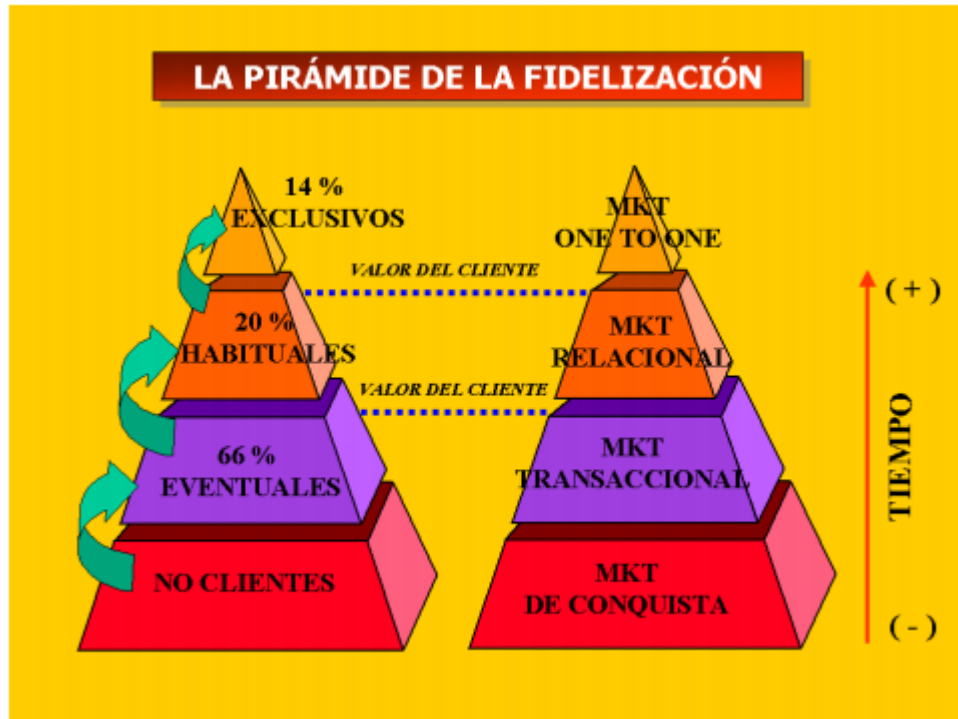 LA PIRÁMIDE DE LA FIDELIZACIÓN
14 %
EXCLUSIVOS
20 %
HABITUALES
66 %
EVENTUALES
NO CLIENTES
VALOR DEL CLIENTE
VALOR DEL CLIENTE
MKT
ONE TO ONE
MKT
RELACIONAL
MKT
TRANSACCIONAL
MKT
DE CONQUISTA
( + )
TIEMPO
( - )